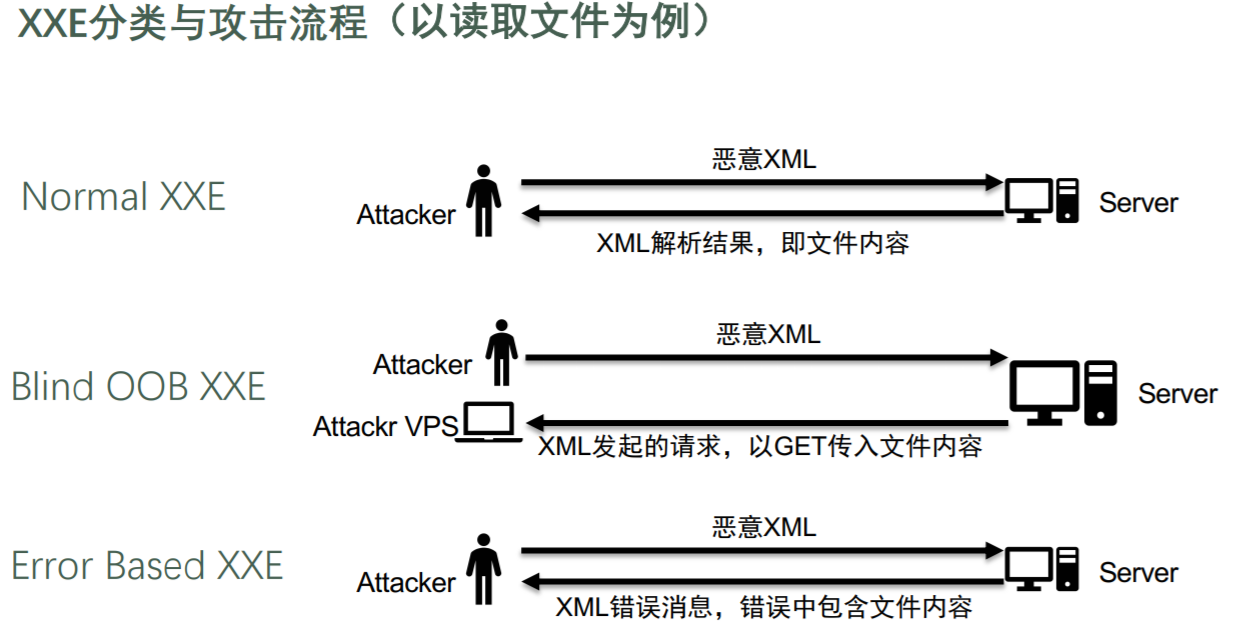 XXE分类与攻击流程（以读取文件为例）
恶意XML
Normal XXE
Attacker
Server
XML解析结果，即文件内容
恶意XML
Attacker
Blind OOB XXE
Server
Attackr VPS
XML发起的请求，以GET传入文件内容
恶意XML
Error Based XXE
Attacker
Server
XML错误消息，错误中包含文件内容